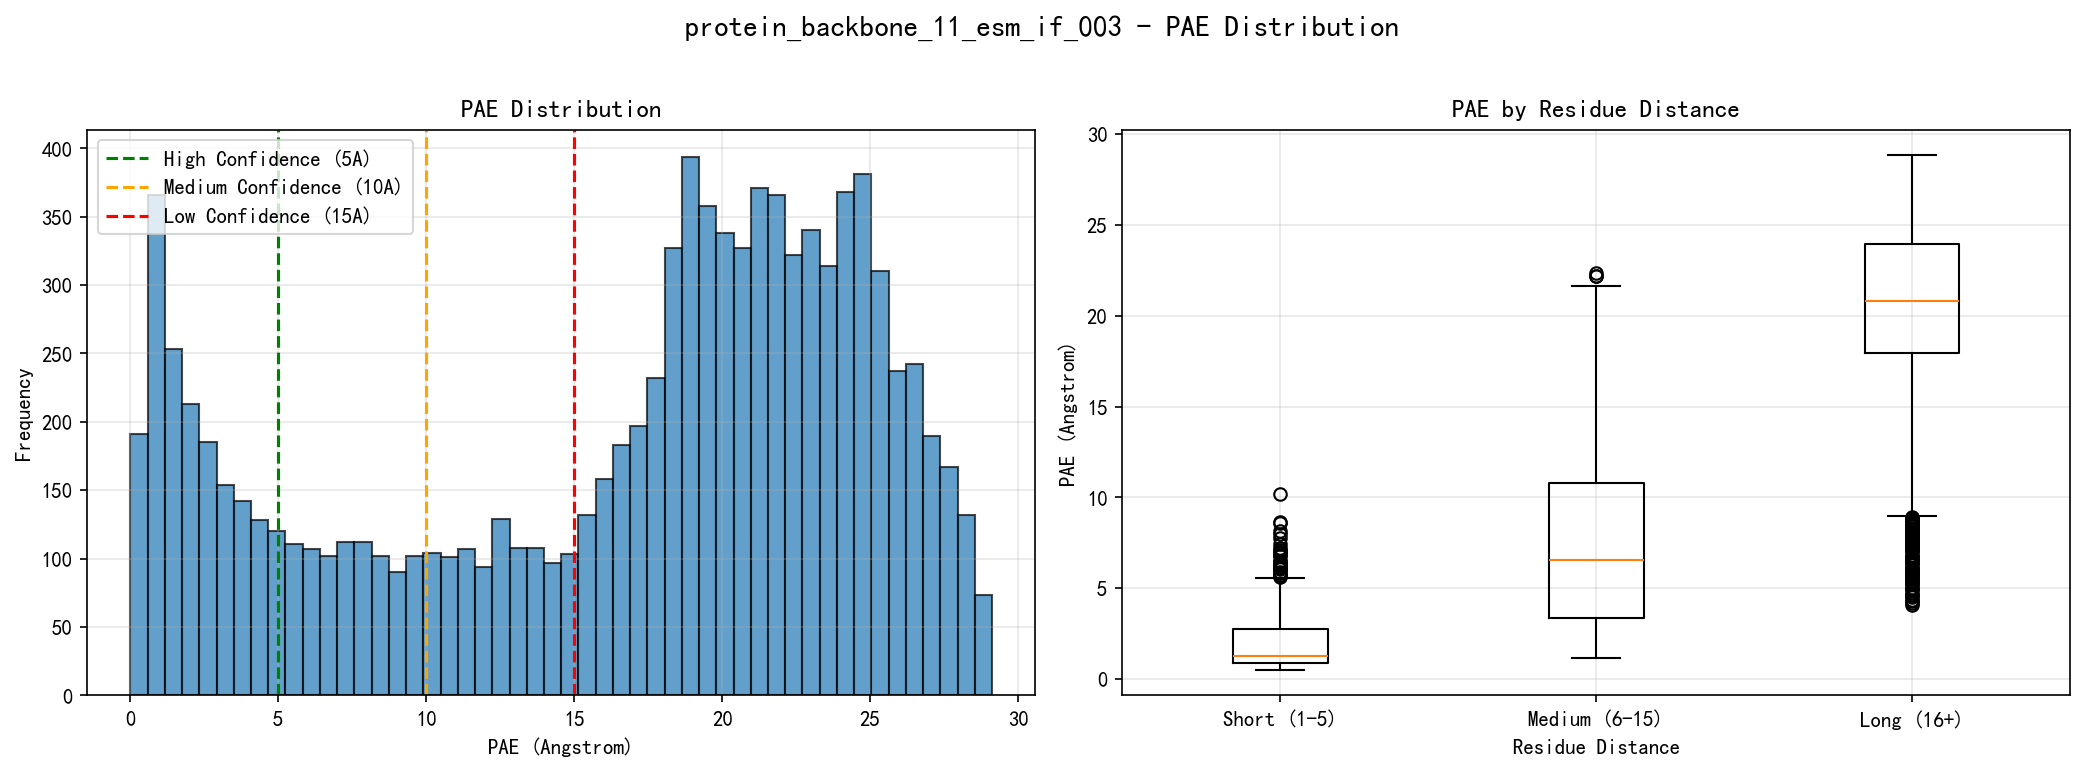 protein_backbone_11_esm_if_003 - PAE Distribution
PAE Distribution
High Confidence (5A)
Medium Confidence (10A)
Low Confidence (15A)
Frequency
400
350
300
250
200
150
100
50
0
0 5 10 15 20 25 30
PAE (Angstrom)
PAE by Residue Distance
PAE (Angstrom)
30
25
20
15
10
5
0
Short (1-5) Medium (6-15) Long (16+)
Residue Distance